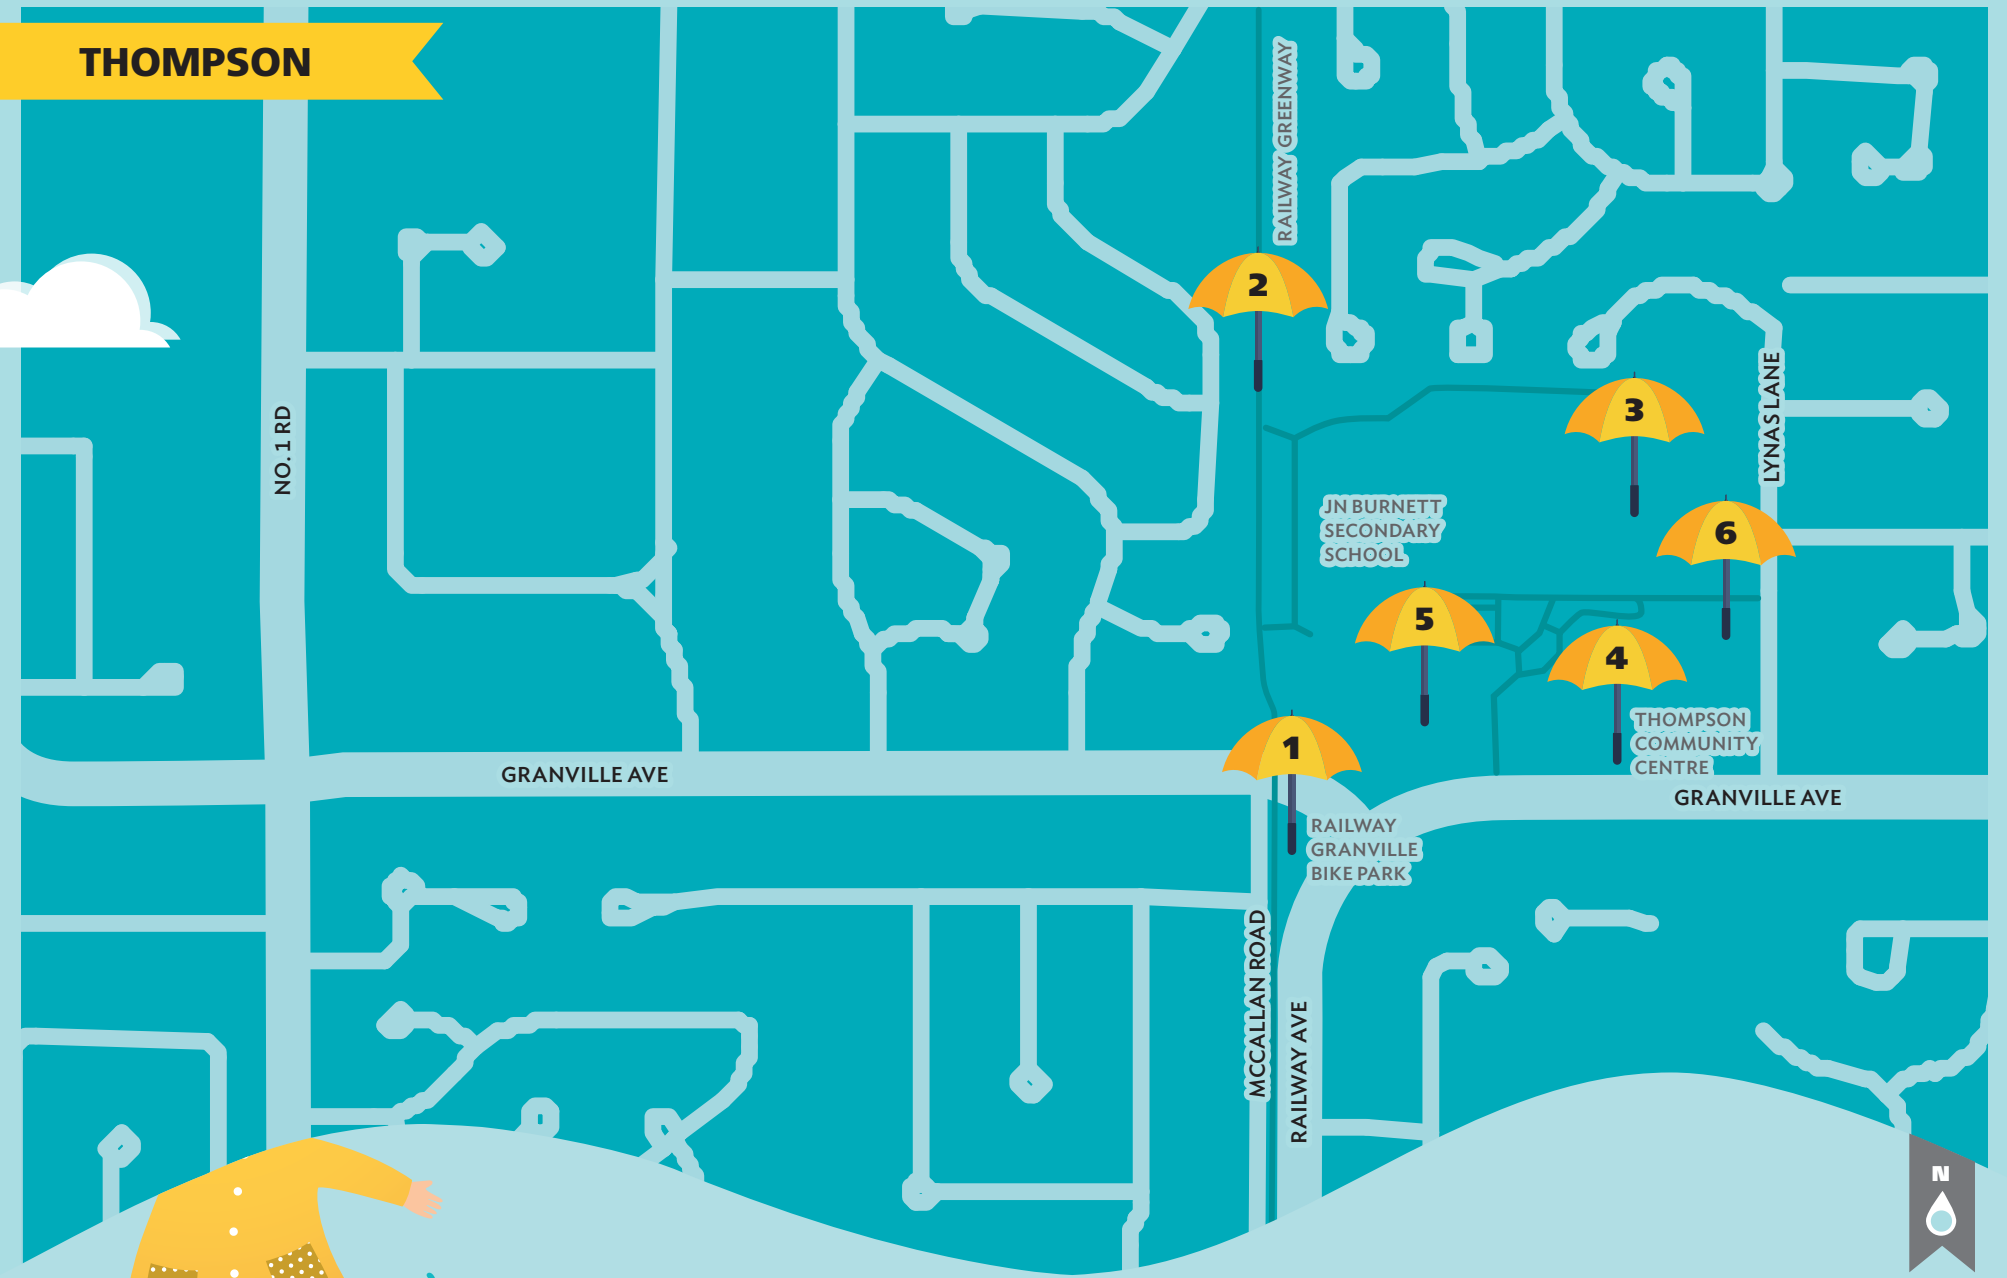 THOMPSON
RAILWAY GREENWAY
2
NO. 1 RD
3
LYNAS LANE
JN BURNETT
SECONDARY
SCHOOL
6
5
4
THOMPSON
COMMUNITY
CENTRE
1
GRANVILLE AVE
GRANVILLE AVE
RAILWAY
GRANVILLE
BIKE PARK
MCCALLAN ROAD
RAILWAY AVE
N